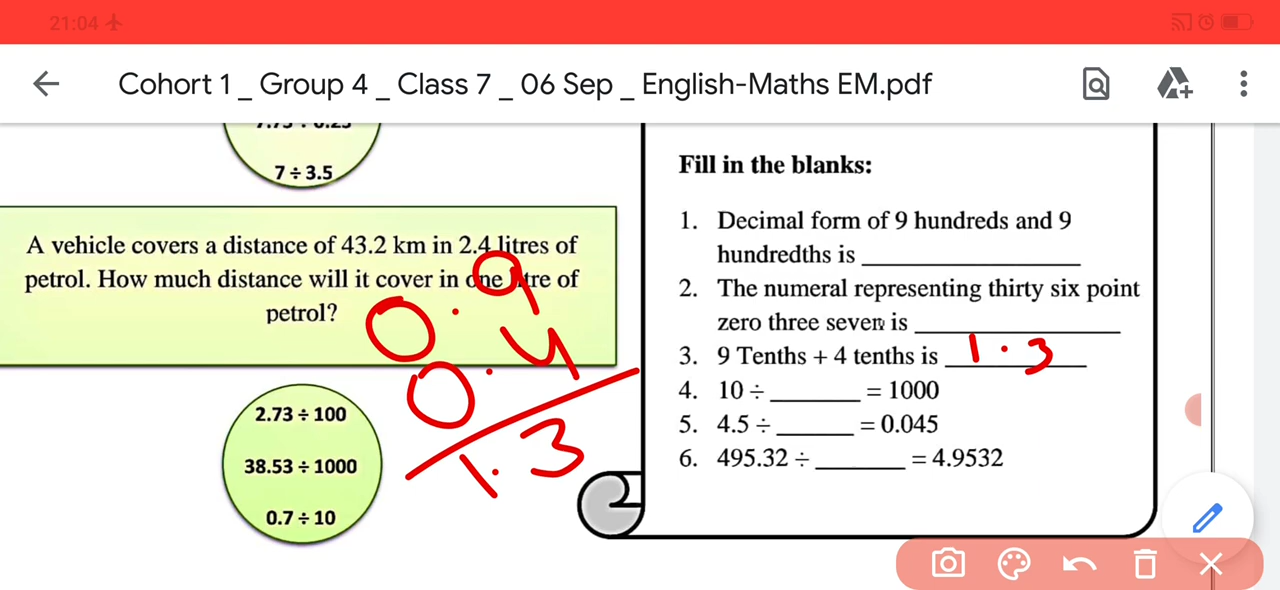 21:04
Cohort 1 _ Group 4 _ Class 7 _ 06 Sep _ English-Maths EM.pdf
7 ÷ 3.5
A vehicle covers a distance of 43.2 km in 2.4 litres of
petrol. How much distance will it cover in one litre of
petrol?
0.9
0.4
1.3
2.73 ÷ 100
38.53 ÷ 1000
0.7 ÷ 10
Fill in the blanks:
1. Decimal form of 9 hundreds and 9
hundredths is ____________
2. The numeral representing thirty six point
zero three seven is ____________
3. 9 Tenths + 4 tenths is 1.3
4. 10 ÷ ________ = 1000
5. 4.5 ÷ _______ = 0.045
6. 495.32 ÷ ________ = 4.9532